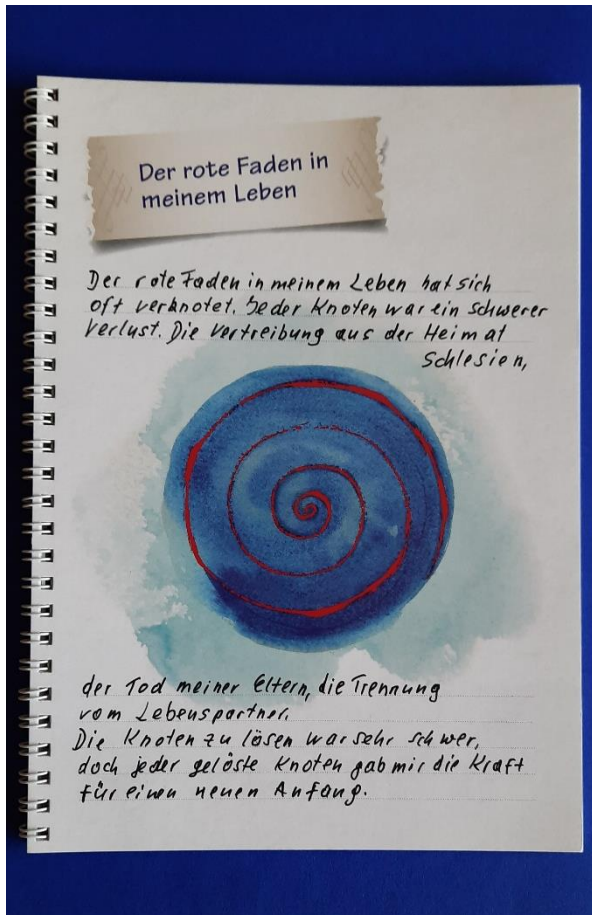 Der rote Faden in
meinem Leben
Der rote Faden in meinem Leben hat sich
oft verknotet. Jeder Knoten war ein schwerer
Verlust. Die Vertreibung aus der Heimat
Schlesien,
der Tod meiner Eltern, die Trennung
vom Lebenspartner.
Die Knoten zu lösen war sehr schwer,
doch jeder gelöste Knoten gab mir die Kraft
für einen neuen Anfang.